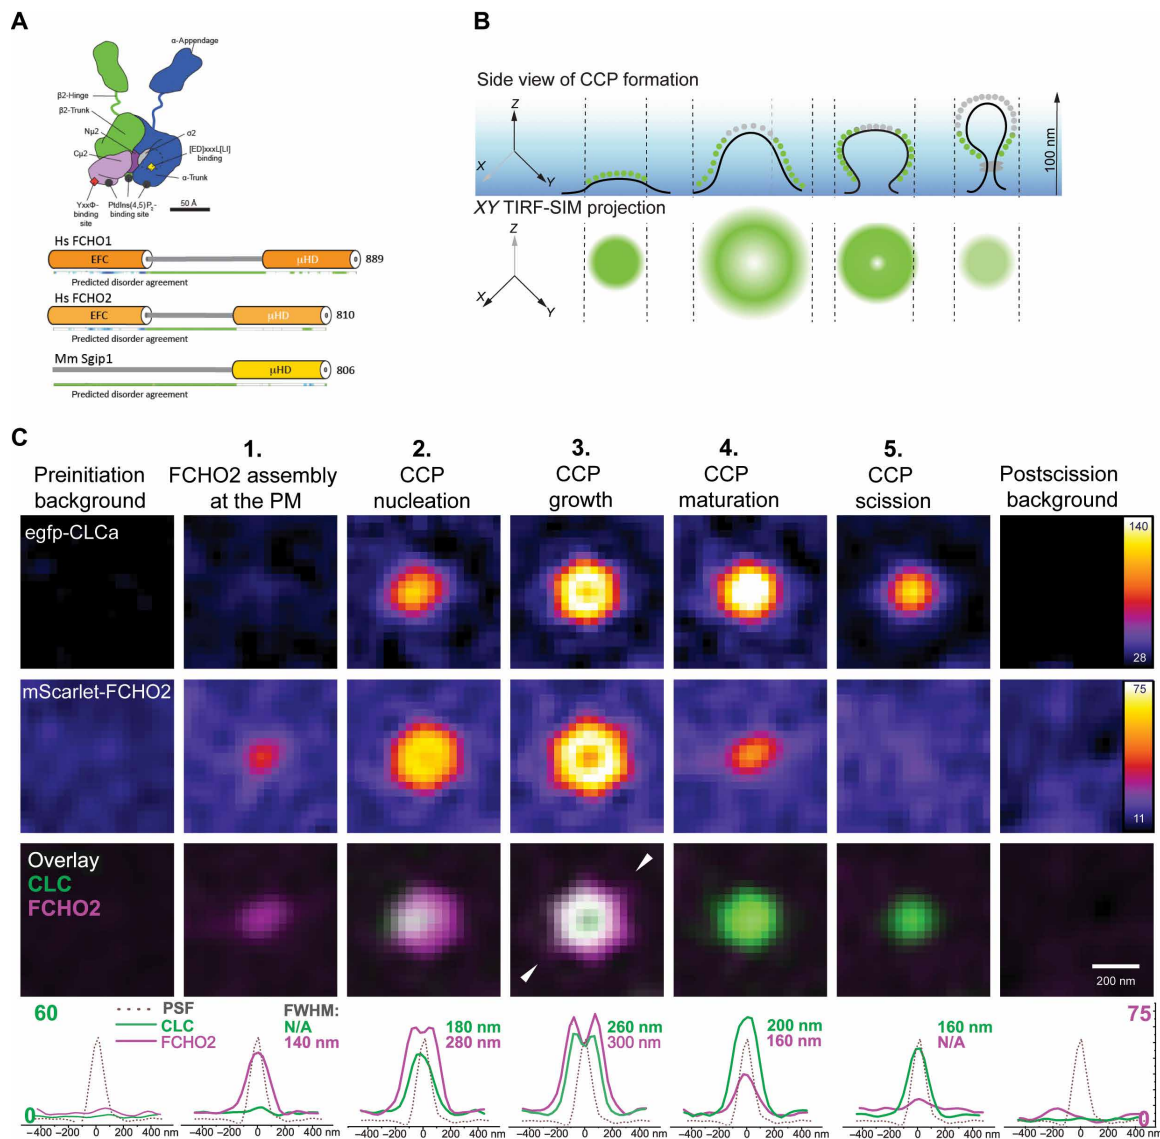 A
α-Appendage
β2-Hinge
β2-Trunk
Nμ2
α2
Cμ2
[ED]xxxL[LI]
binding
α-Trunk
YxxΦ-
binding
site
PtdIns(4,5)P2-
binding site
50 Å
Hs FCHO1
EFC
μHD
889
Predicted disorder agreement
Hs FCHO2
EFC
μHD
810
Predicted disorder agreement
Mm Sgip1
μHD
806
Predicted disorder agreement
B
Side view of CCP formation
Z
X
Y
100 nm
XY TIRF-SIM projection
Z
X
Y
C
Preinitiation
background
1.
FCHO2 assembly
at the PM
2.
CCP
nucleation
3.
CCP
growth
4.
CCP
maturation
5.
CCP
scission
Postscission
background
egfp-CLCa
140
28
mScarlet-FCHO2
75
11
Overlay
CLC
FCHO2
200 nm
60
0
PSF
CLC
FCHO2
FWHM:
N/A
140 nm
180 nm
280 nm
260 nm
300 nm
200 nm
160 nm
160 nm
N/A
75
0
−400 −200 0 200 400 nm
−400 −200 0 200 400 nm
−400 −200 0 200 400 nm
−400 −200 0 200 400 nm
−400 −200 0 200 400 nm
−400 −200 0 200 400 nm
−400 −200 0 200 400 nm